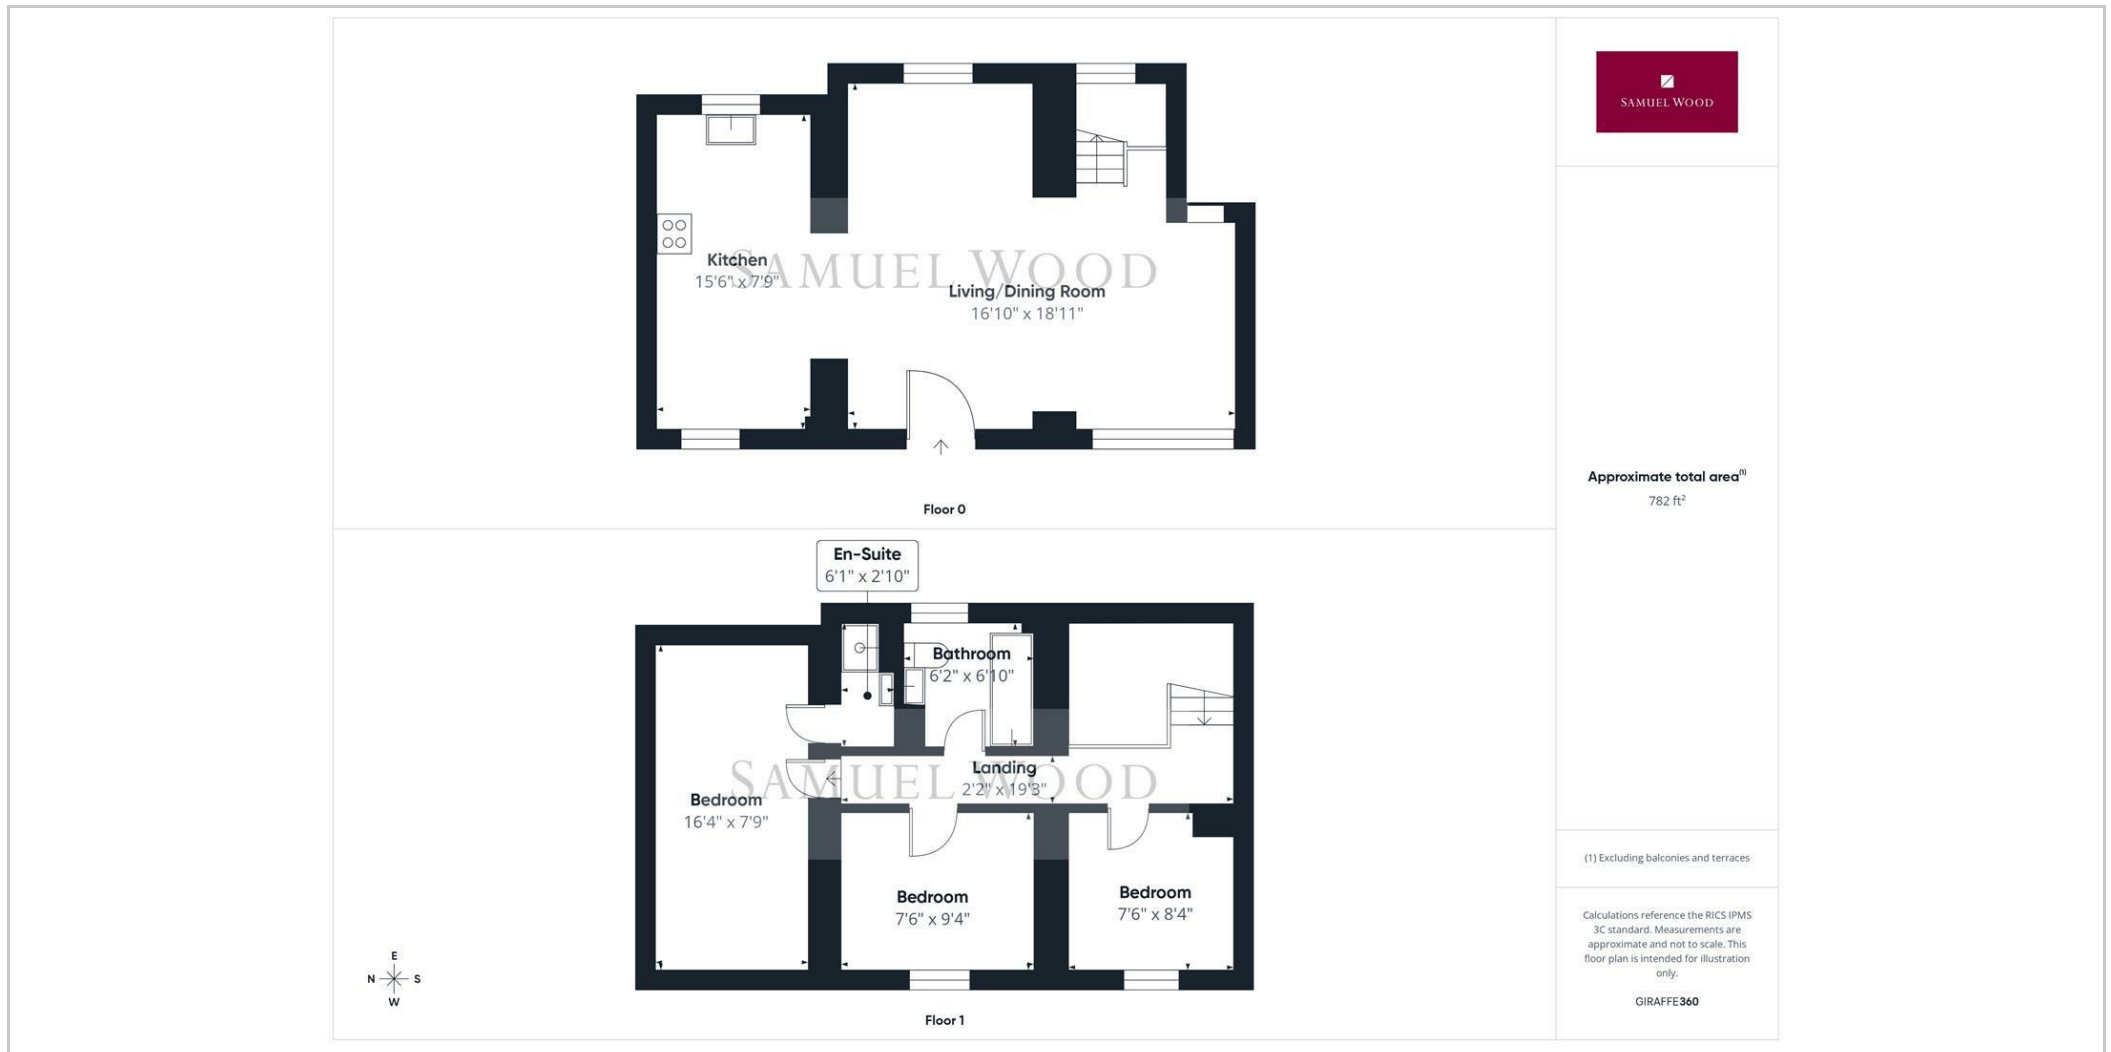 SAMUEL WOOD
Kitchen
15'6" x 7'9"
SAMUEL WOOD
Living/Dining Room
16'10" x 18'11"
Floor 0
Approximate total area(1)
782 ft²
En-Suite
6'1" x 2'10"
Bathroom
6'2" x 6'10"
Landing
2'2" x 19'3"
SAMUEL WOOD
Bedroom
16'4" x 7'9"
Bedroom
7'6" x 9'4"
Bedroom
7'6" x 8'4"
E
N S
W
Floor 1
(1) Excluding balconies and terraces
Calculations reference the RICS IPMS
3C standard. Measurements are
approximate and not to scale. This
floor plan is intended for illustration
only.
GIRAFFE360